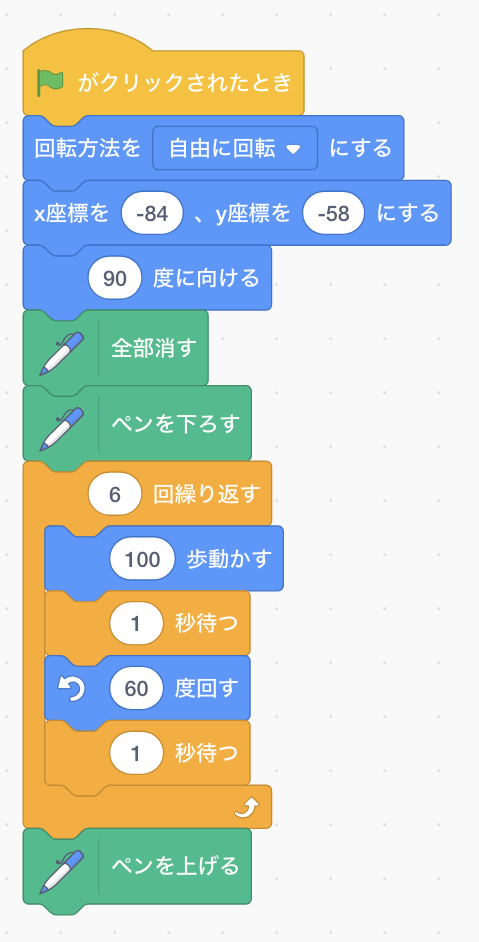 がクリックされたとき
回転方法を 自由に回転 にする
x座標を -84 、y座標を -58 にする
90 度に向ける
全部消す
ペンを下ろす
6 回繰り返す
100 歩動かす
1 秒待つ
60 度回す
1 秒待つ
ペンを上げる